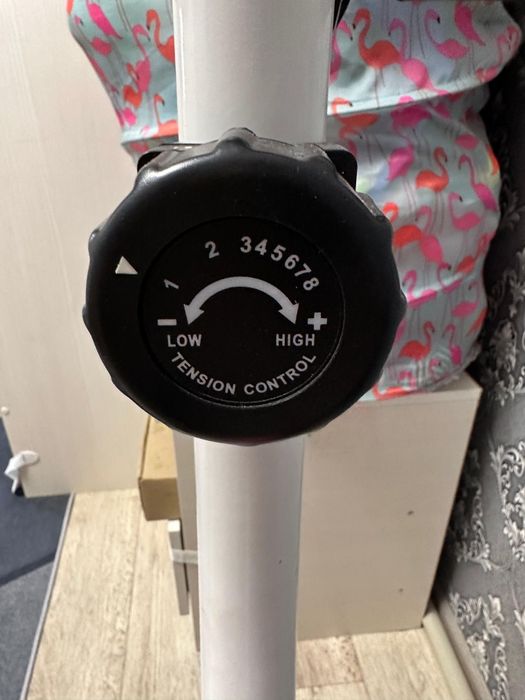 1 2 345678
- +
LOW HIGH
TENSION CONTROL